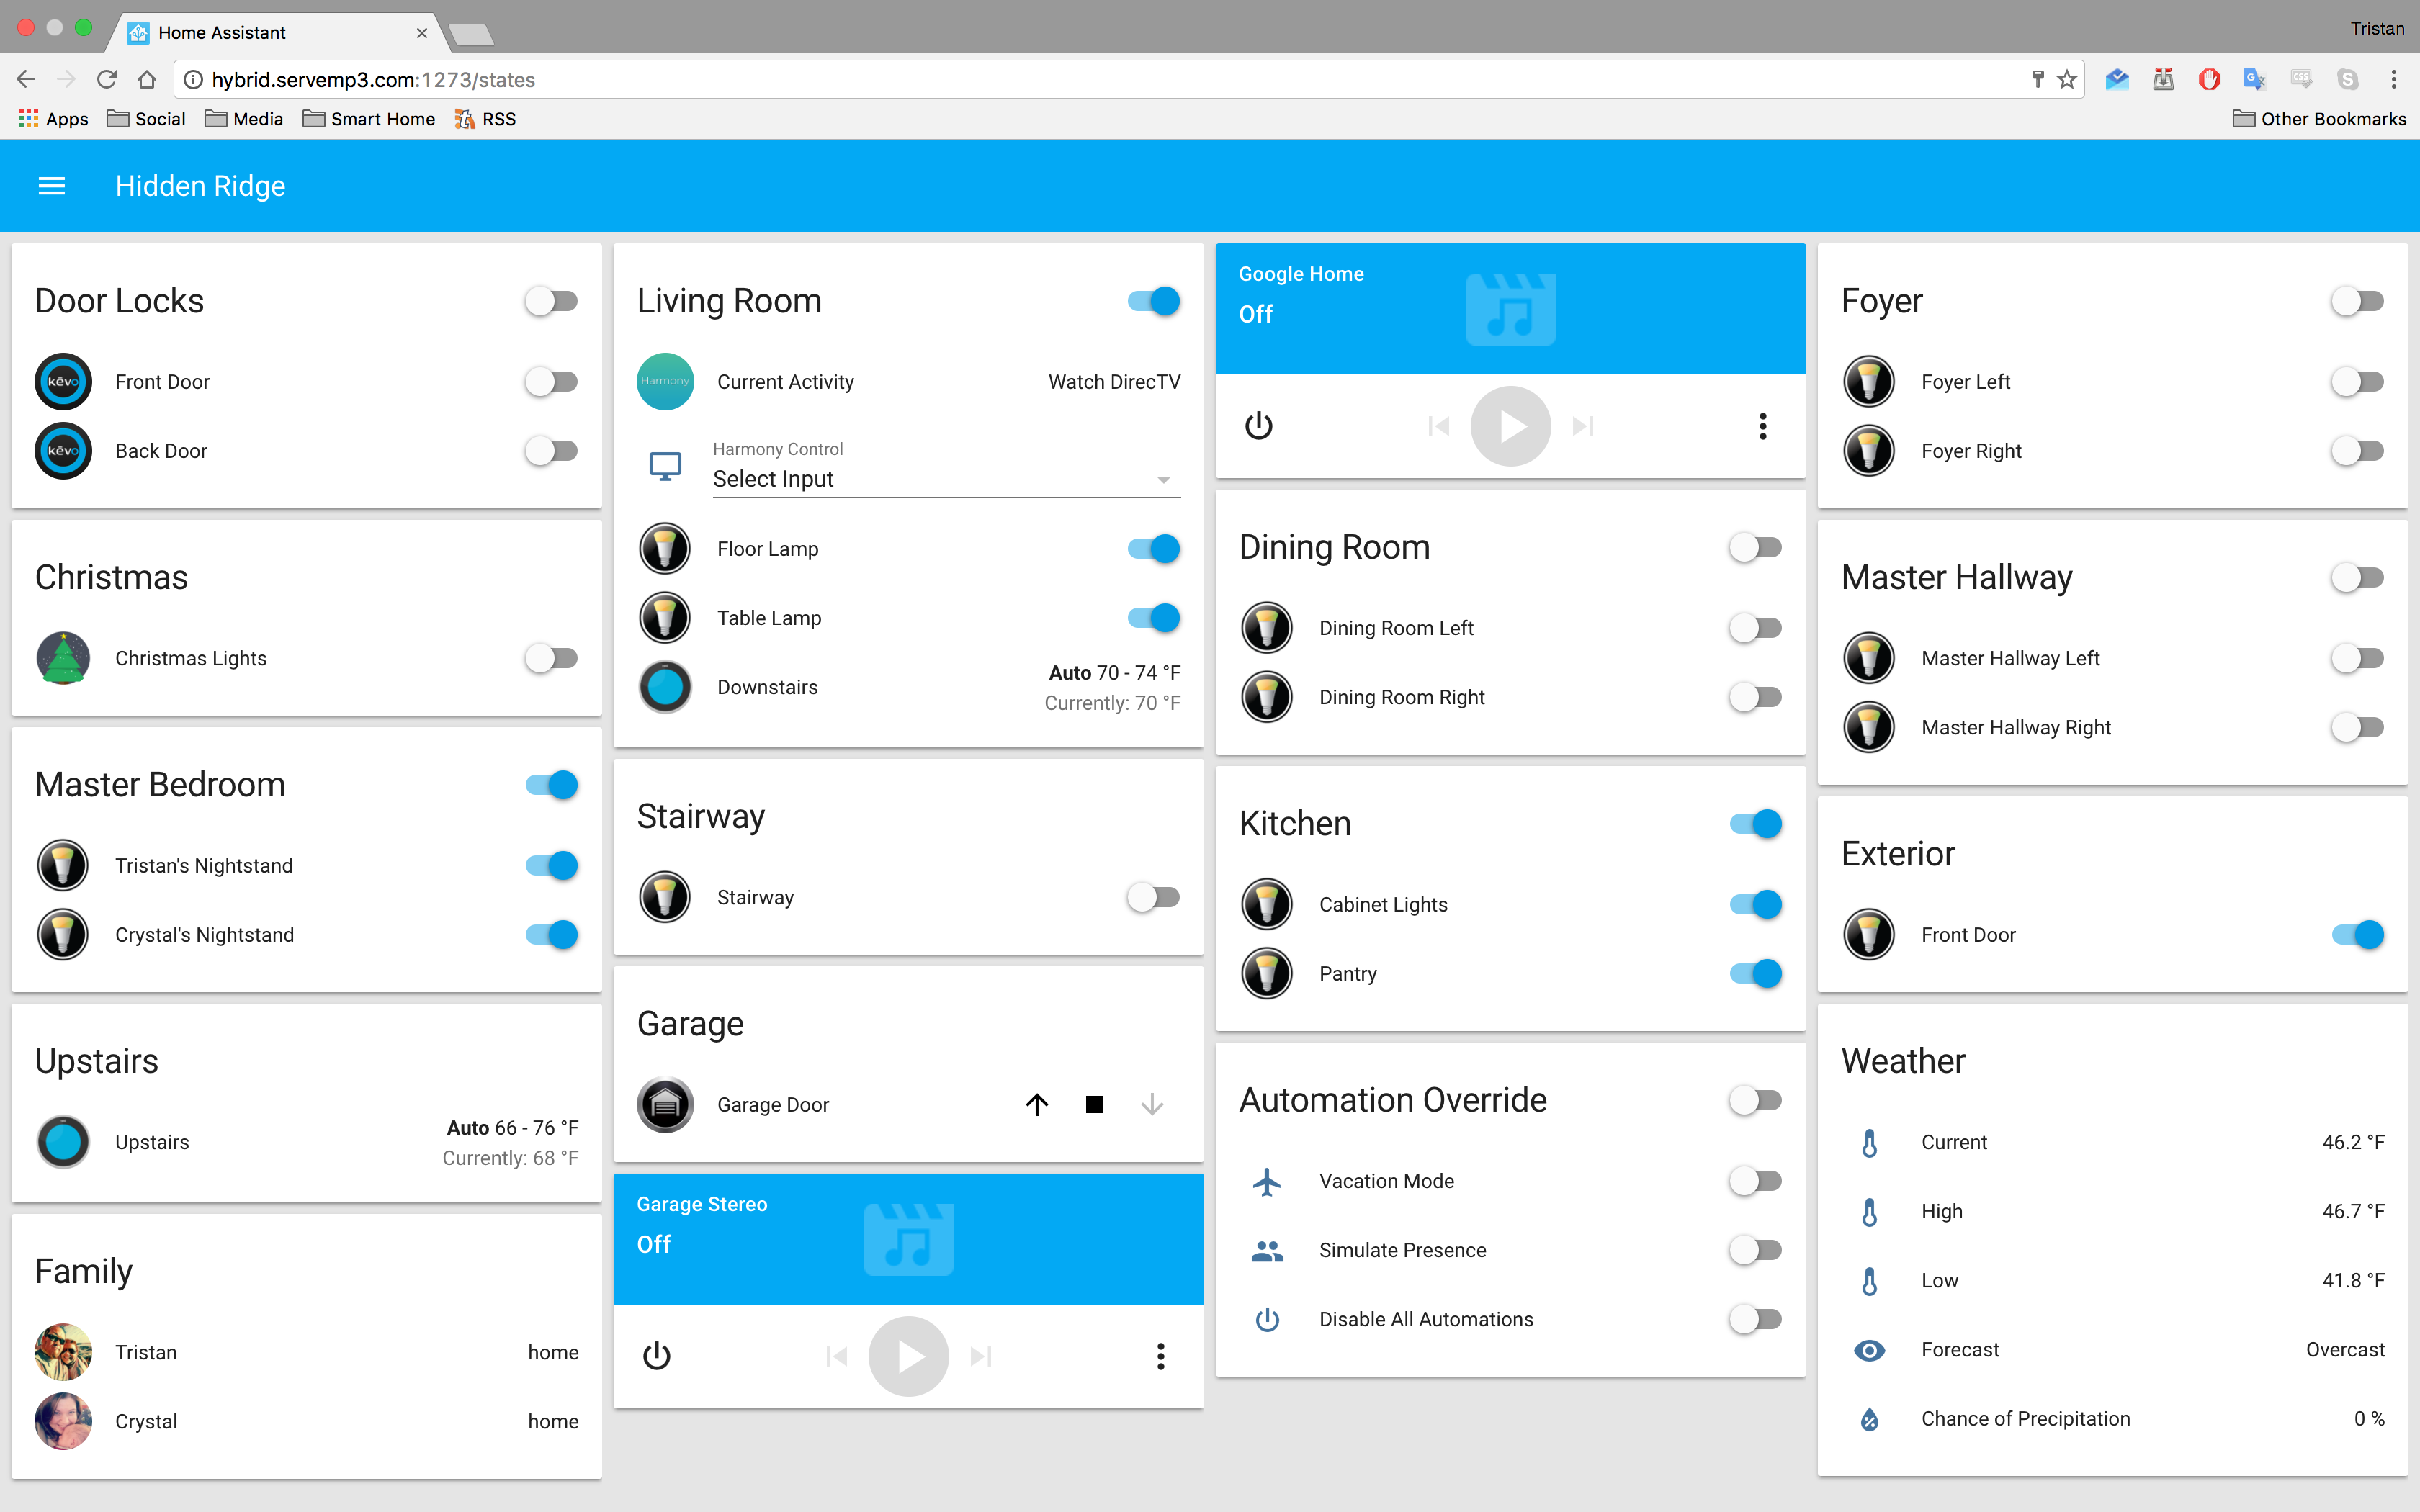 Home Assistant
Tristan
hybrid.servemp3.com:1273/states
Apps
Social
Media
Smart Home
RSS
Other Bookmarks
Hidden Ridge
Door Locks
kēvo
Front Door
kēvo
Back Door
Christmas
Christmas Lights
Master Bedroom
Tristan's Nightstand
Crystal's Nightstand
Upstairs
Upstairs
Auto 66 - 76 °F
Currently: 68 °F
Family
Tristan
home
Crystal
home
Living Room
Harmony
Current Activity
Watch DirecTV
Harmony Control
Select Input
Floor Lamp
Table Lamp
Downstairs
Auto 70 - 74 °F
Currently: 70 °F
Stairway
Stairway
Garage
Garage Door
Garage Stereo
Off
Google Home
Off
Dining Room
Dining Room Left
Dining Room Right
Kitchen
Cabinet Lights
Pantry
Automation Override
Vacation Mode
Simulate Presence
Disable All Automations
Foyer
Foyer Left
Foyer Right
Master Hallway
Master Hallway Left
Master Hallway Right
Exterior
Front Door
Weather
Current
46.2 °F
High
46.7 °F
Low
41.8 °F
Forecast
Overcast
Chance of Precipitation
0 %